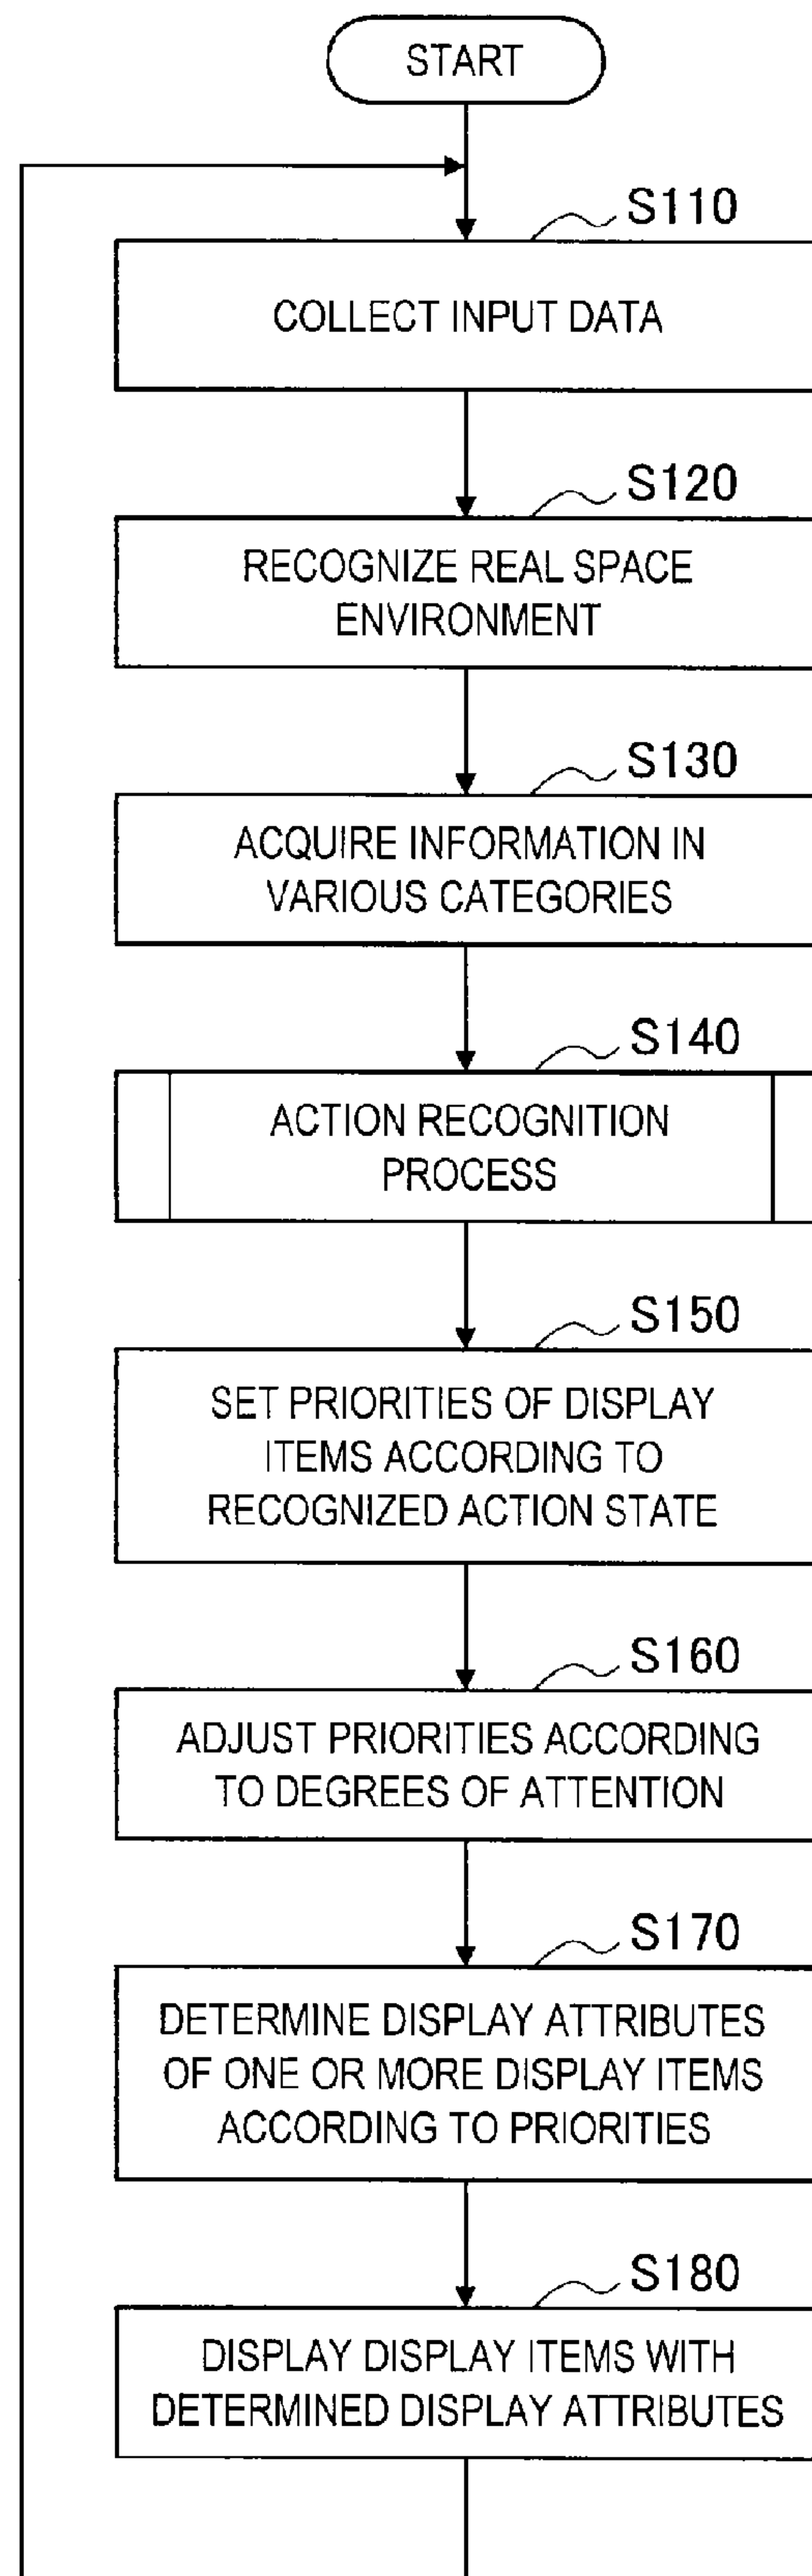 START
S110
COLLECT INPUT DATA
S120
RECOGNIZE REAL SPACE
ENVIRONMENT
S130
ACQUIRE INFORMATION IN
VARIOUS CATEGORIES
S140
ACTION RECOGNITION
PROCESS
S150
SET PRIORITIES OF DISPLAY
ITEMS ACCORDING TO
RECOGNIZED ACTION STATE
S160
ADJUST PRIORITIES ACCORDING
TO DEGREES OF ATTENTION
S170
DETERMINE DISPLAY ATTRIBUTES
OF ONE OR MORE DISPLAY ITEMS
ACCORDING TO PRIORITIES
S180
DISPLAY DISPLAY ITEMS WITH
DETERMINED DISPLAY ATTRIBUTES